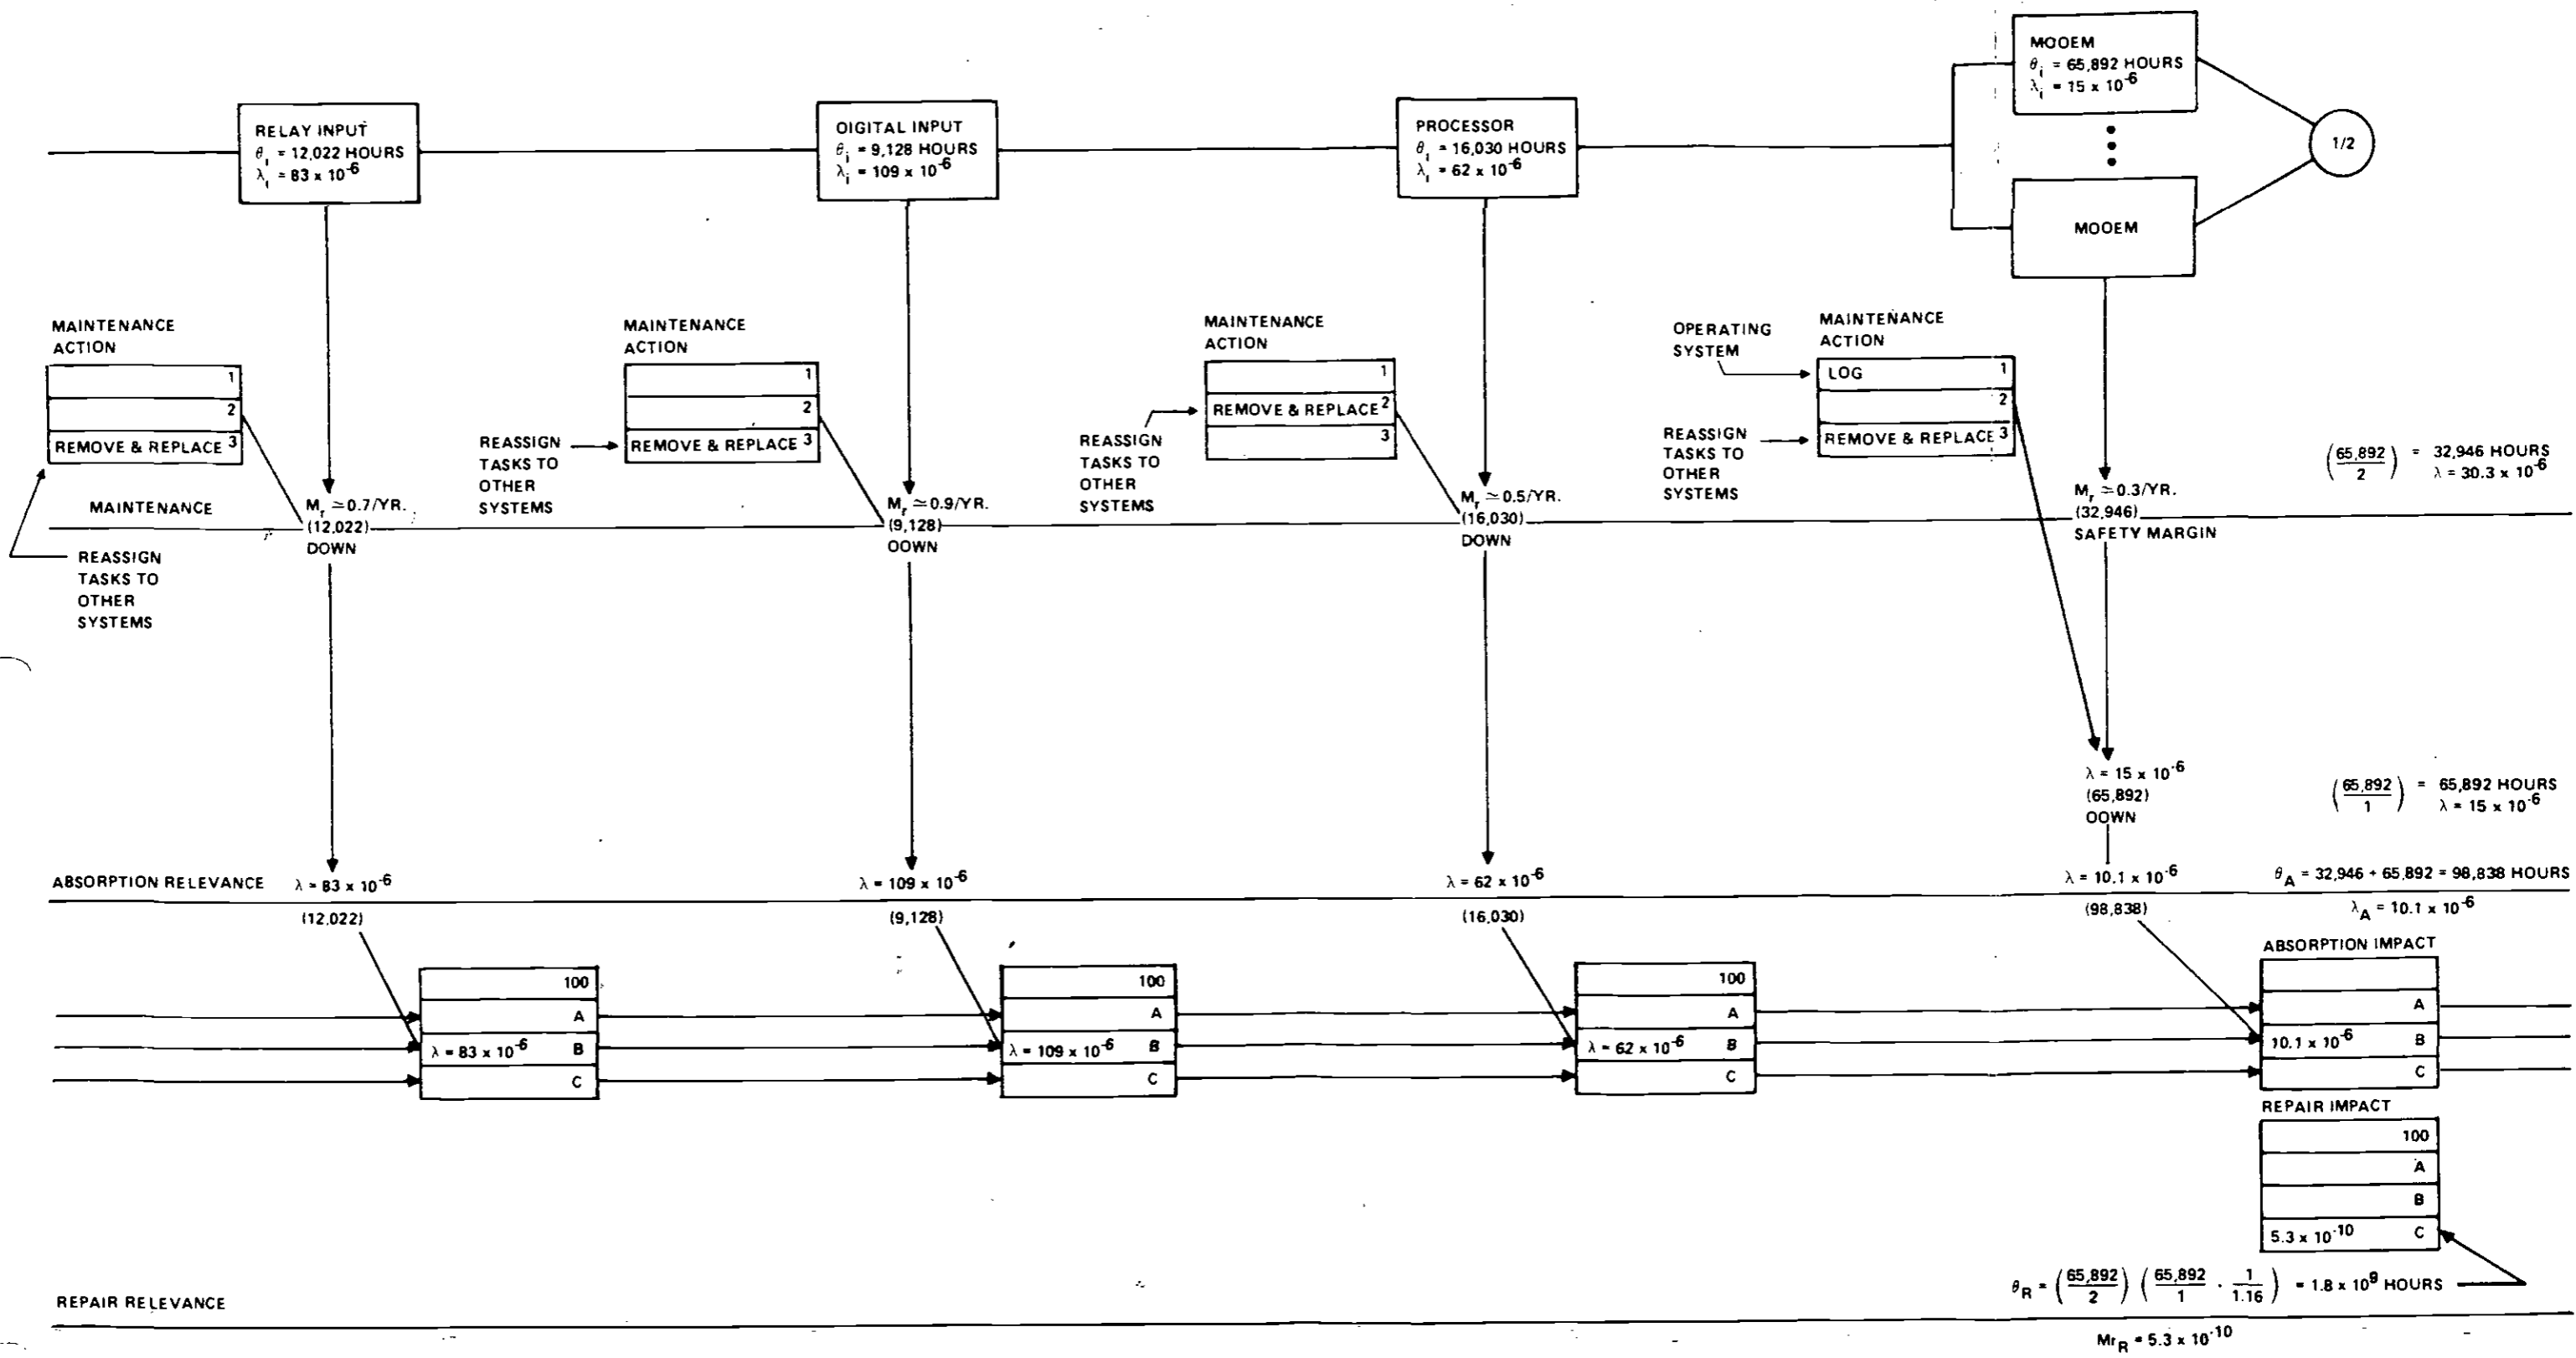 RELAY INPUT
θi = 12,022 HOURS
λi = 83 x 10-6
OIGITAL INPUT
θi = 9,128 HOURS
λi = 109 x 10-6
PROCESSOR
θi = 16,030 HOURS
λi = 62 x 10-6
MOOEM
θi = 65,892 HOURS
λi = 15 x 10-6
1/2
MOOEM
MAINTENANCE
ACTION
1
2
REMOVE & REPLACE 3
REASSIGN
TASKS TO
OTHER
SYSTEMS
MAINTENANCE
ACTION
1
2
REMOVE & REPLACE 3
REASSIGN
TASKS TO
OTHER
SYSTEMS
MAINTENANCE
ACTION
1
REMOVE & REPLACE 2
3
REASSIGN
TASKS TO
OTHER
SYSTEMS
OPERATING
SYSTEM
MAINTENANCE
ACTION
LOG 1
2
REMOVE & REPLACE 3
REASSIGN
TASKS TO
OTHER
SYSTEMS
(65,892/2) = 32,946 HOURS
λ = 30.3 x 10-6
MAINTENANCE
Mr ≃ 0.7/YR.
(12,022)
DOWN
Mr ≃ 0.9/YR.
(9,128)
OOWN
Mr ≃ 0.5/YR.
(16,030)
DOWN
Mr ≃ 0.3/YR.
(32,946)
SAFETY MARGIN
λ = 15 x 10-6
(65,892)
OOWN
(65,892/1) = 65,892 HOURS
λ = 15 x 10-6
ABSORPTION RELEVANCE
λ = 83 x 10-6
(12,022)
λ = 109 x 10-6
(9,128)
λ = 62 x 10-6
(16,030)
λ = 10.1 x 10-6
(98,838)
θA = 32,946 + 65,892 = 98,838 HOURS
λA = 10.1 x 10-6
100
A
λ = 83 x 10-6 B
C
100
A
λ = 109 x 10-6 B
C
100
A
λ = 62 x 10-6 B
C
ABSORPTION IMPACT
A
10.1 x 10-6 B
C
REPAIR IMPACT
100
A
B
5.3 x 10-10 C
θR = (65,892/2) (65,892/1 · 1/1.16) = 1.8 x 109 HOURS
REPAIR RELEVANCE
MrR = 5.3 x 10-10